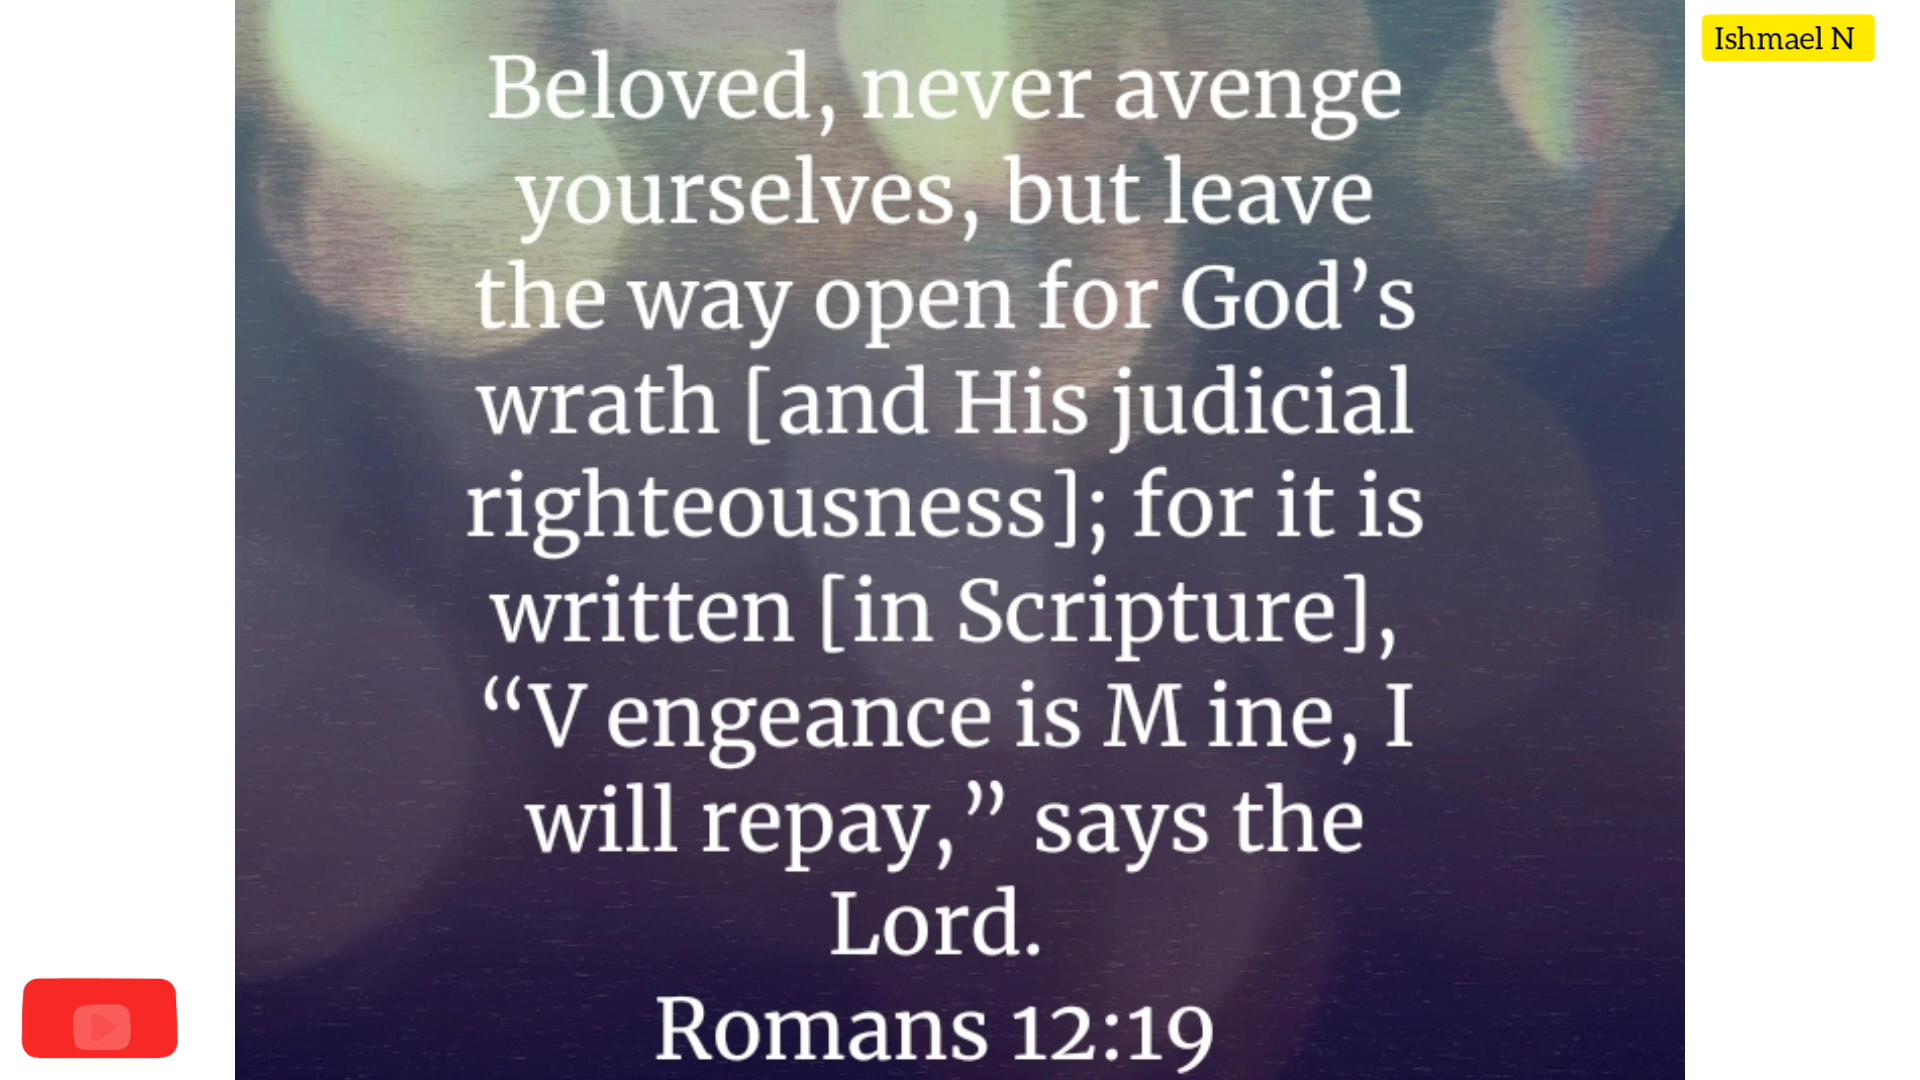 Ishmael N
Beloved, never avenge
yourselves, but leave
the way open for God’s
wrath [and His judicial
righteousness]; for it is
written [in Scripture],
“V engeance is M ine, I
will repay,” says the
Lord.
Romans 12:19